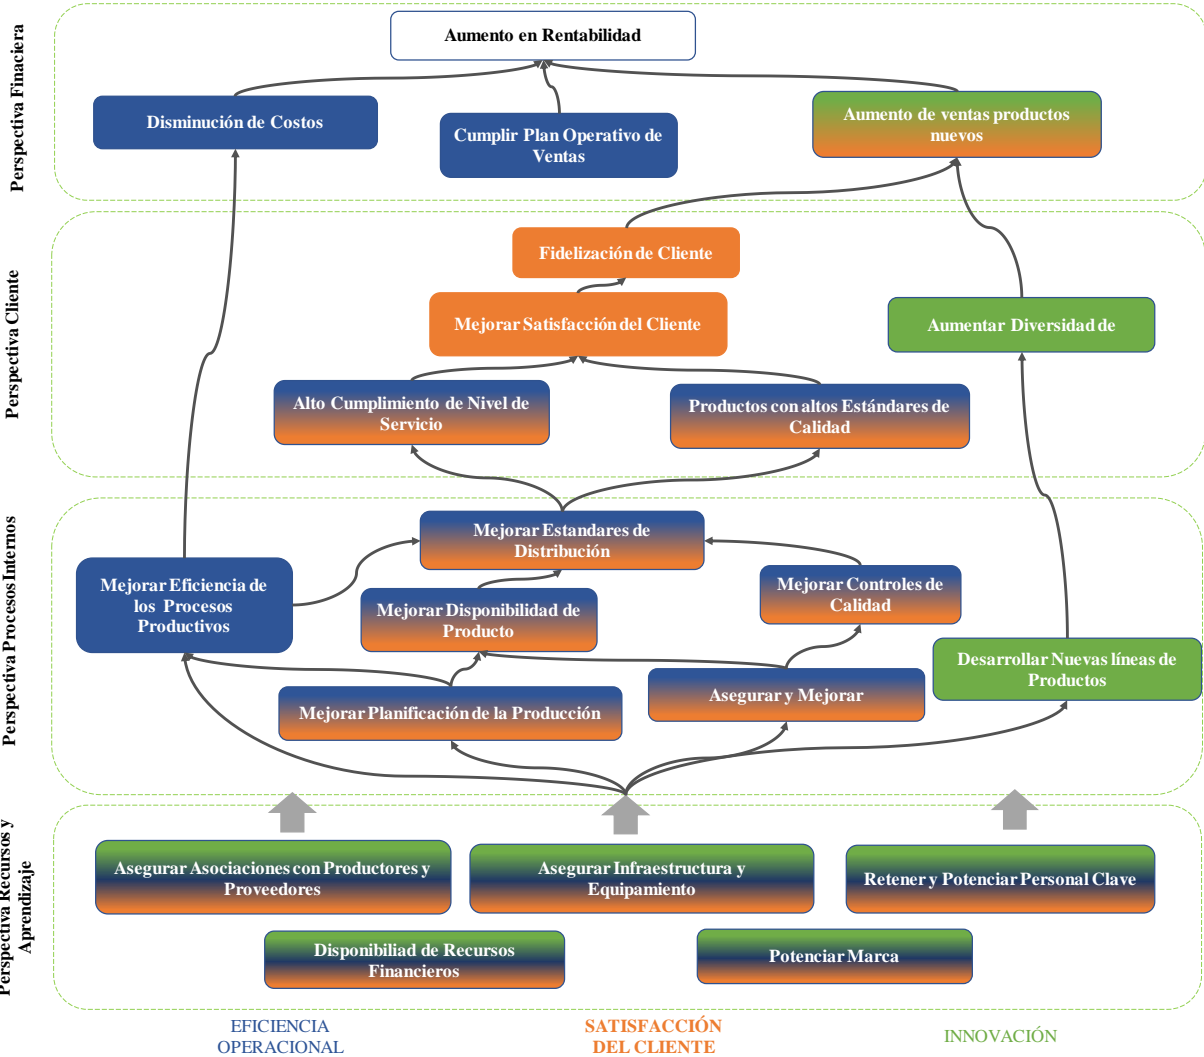 Perspectiva Finaciera
Aumento en Rentabilidad
Disminución de Costos
Cumplir Plan Operativo de
Ventas
Aumento de ventas productos
nuevos
Perspectiva Cliente
Fidelización de Cliente
Mejorar Satisfacción del Cliente
Aumentar Diversidad de
Alto Cumplimiento de Nivel de
Servicio
Productos con altos Estándares de
Calidad
Perspectiva Procesos Internos
Mejorar Estandares de
Distribución
Mejorar Eficiencia de
los Procesos
Productivos
Mejorar Disponibilidad de
Producto
Mejorar Controles de
Calidad
Desarrollar Nuevas líneas de
Productos
Mejorar Planificación de la Producción
Asegurar y Mejorar
Perspectiva Recursos y
Aprendizaje
Asegurar Asociaciones con Productores y
Proveedores
Asegurar Infraestructura y
Equipamiento
Retener y Potenciar Personal Clave
Disponibiliad de Recursos
Financieros
Potenciar Marca
EFICIENCIA
OPERACIONAL
SATISFACCIÓN
DEL CLIENTE
INNOVACIÓN